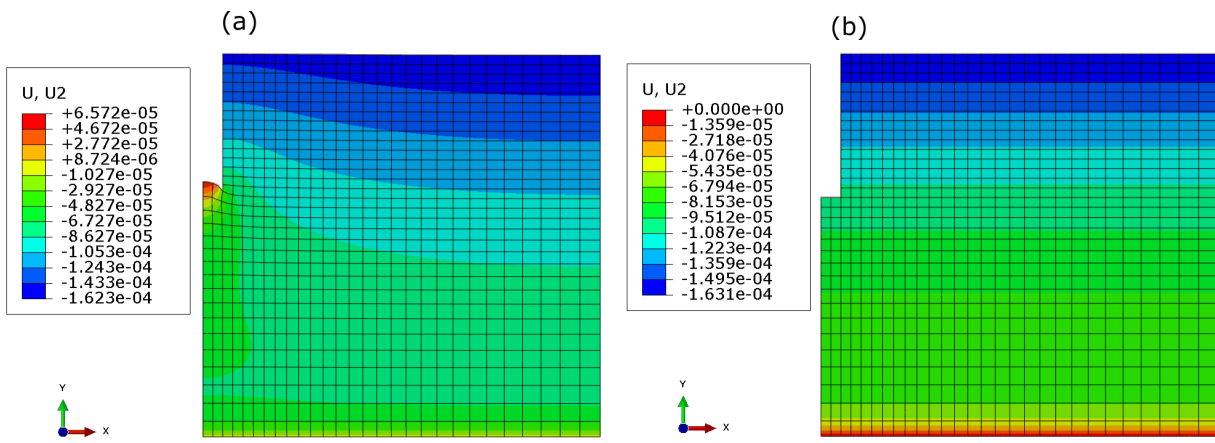 (a)
U, U2
+6.572e-05
+4.672e-05
+2.772e-05
+8.724e-06
-1.027e-05
-2.927e-05
-4.827e-05
-6.727e-05
-8.627e-05
-1.053e-04
-1.243e-04
-1.433e-04
-1.623e-04
Y
X
(b)
U, U2
+0.000e+00
-1.359e-05
-2.718e-05
-4.076e-05
-5.435e-05
-6.794e-05
-8.153e-05
-9.512e-05
-1.087e-04
-1.223e-04
-1.359e-04
-1.495e-04
-1.631e-04
Y
X